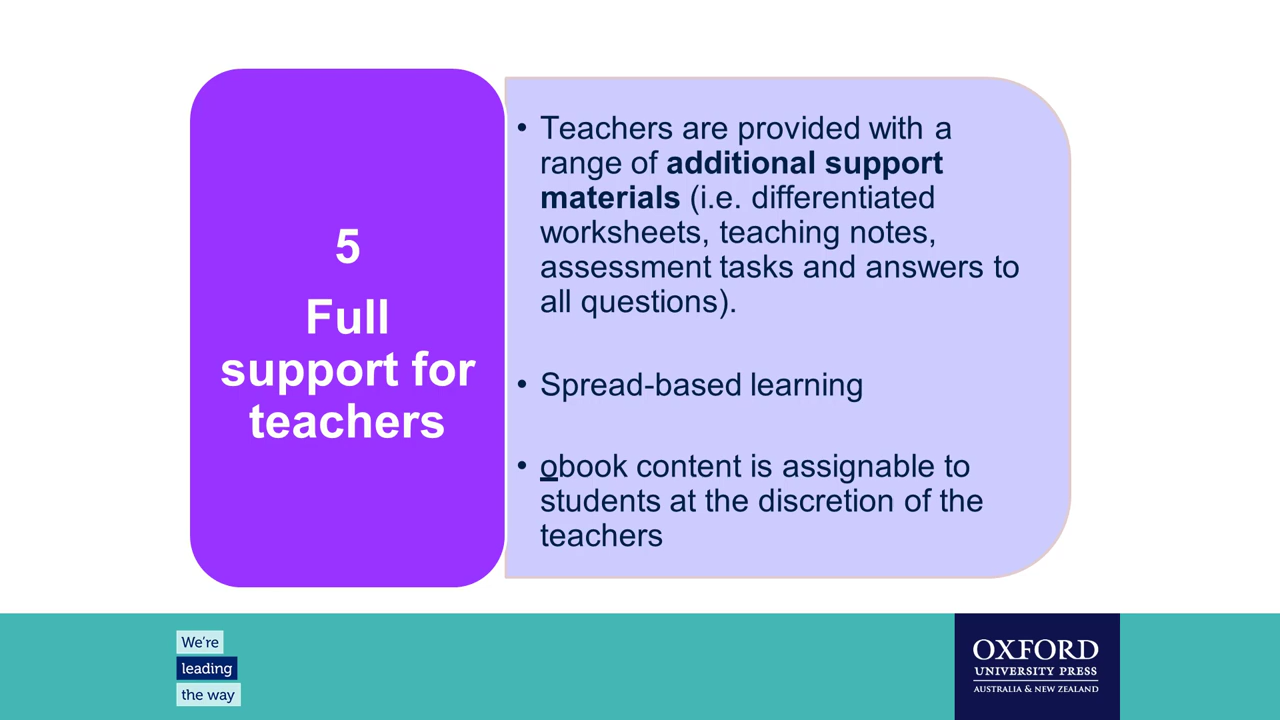 5
Full
support for
teachers
• Teachers are provided with a
range of additional support
materials (i.e. differentiated
worksheets, teaching notes,
assessment tasks and answers to
all questions).
• Spread-based learning
• obook content is assignable to
students at the discretion of the
teachers
We're
leading
the way
OXFORD
UNIVERSITY PRESS
AUSTRALIA & NEW ZEALAND